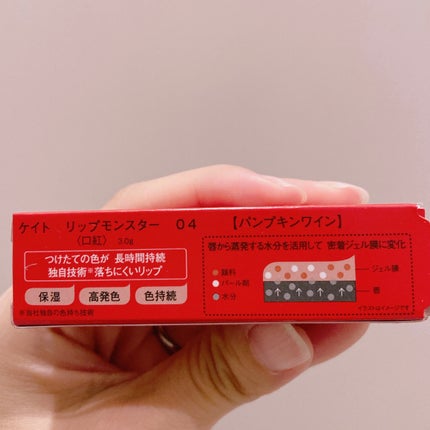 ケイト リップモンスター 04 【パンプキンワイン】
〈口紅〉 3.0g
つけたての色が 長時間持続
独自技術※落ちにくいリップ
保湿 高発色 色持続
※当社独自の色持ち技術
唇から蒸発する水分を活用して 密着ジェル膜に変化
顔料
パール剤
水分
ジェル膜
唇
イラストはイメージです